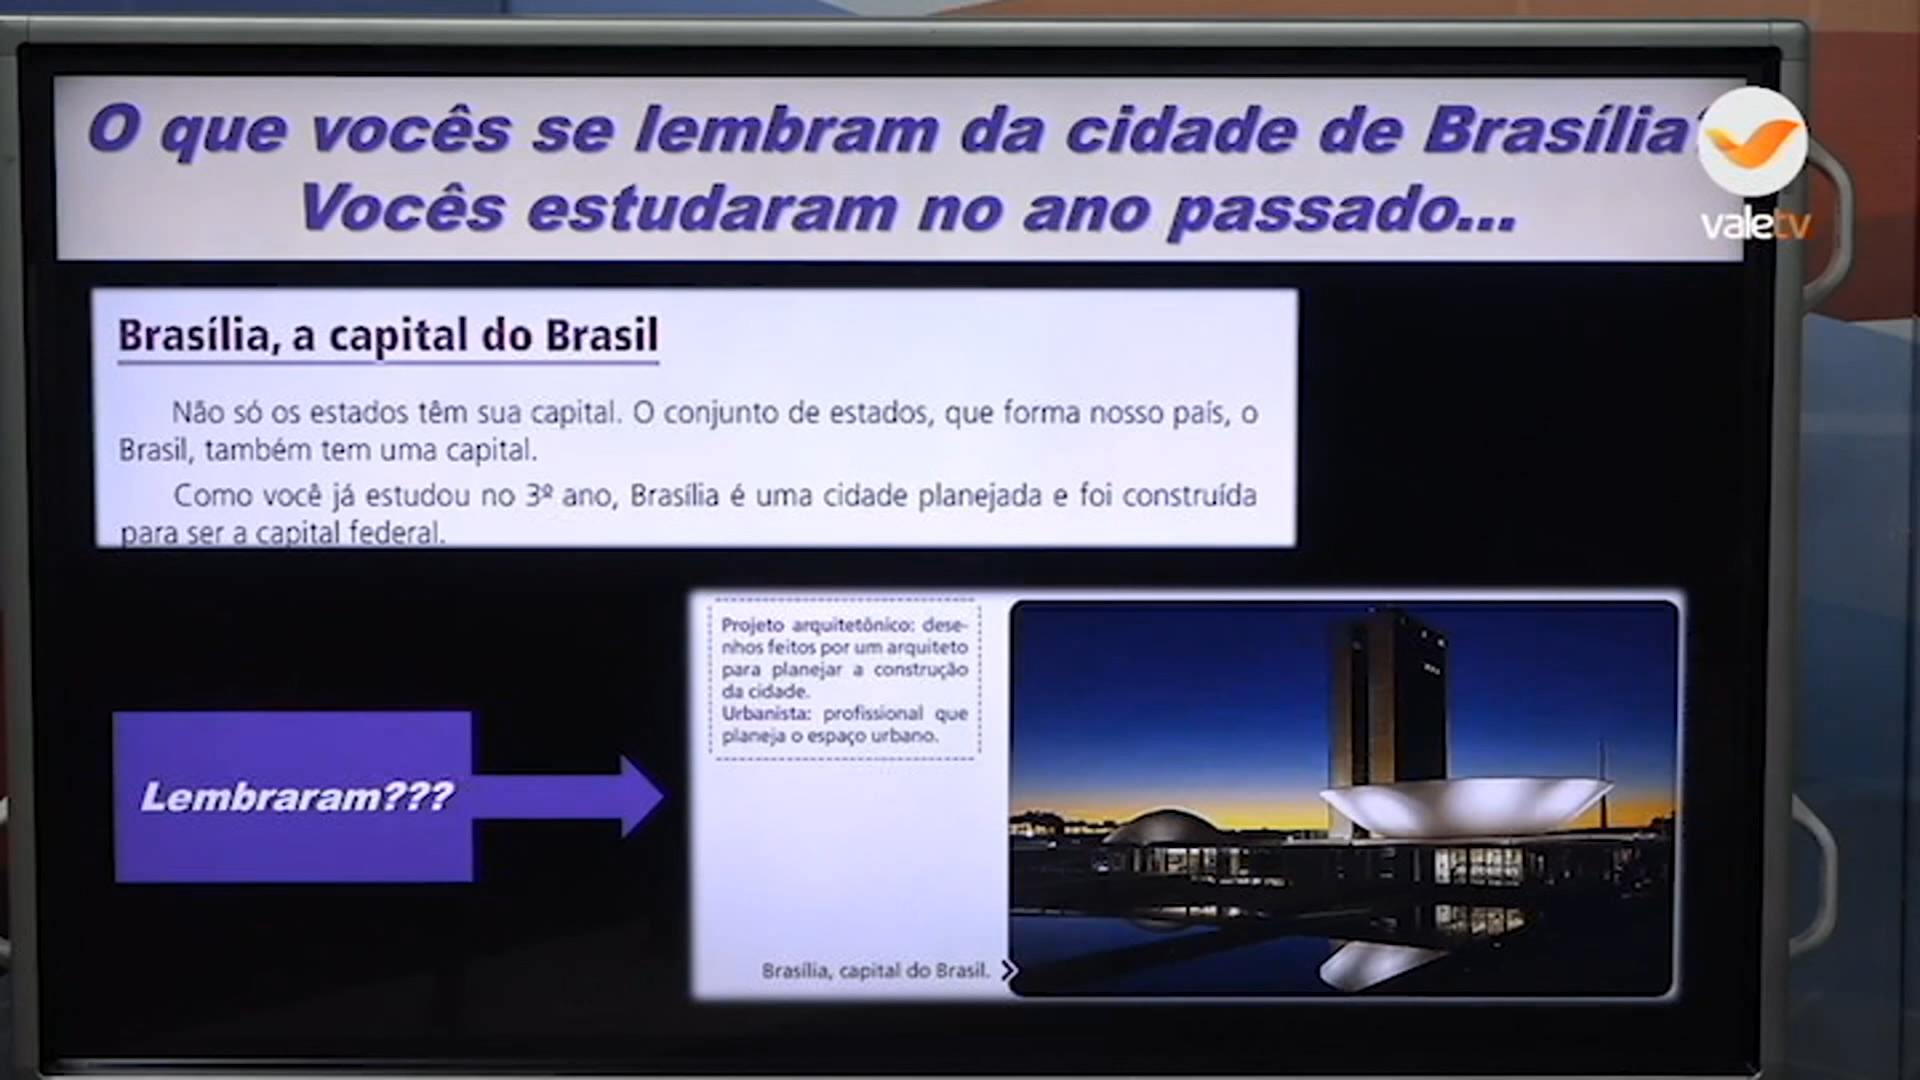 O que vocês se lembram da cidade de Brasília?
Vocês estudaram no ano passado...
valetv
Brasília, a capital do Brasil
Não só os estados têm sua capital. O conjunto de estados, que forma nosso país, o
Brasil, também tem uma capital.
Como você já estudou no 3º ano, Brasília é uma cidade planejada e foi construída
para ser a capital federal.
Projeto arquitetônico: dese-
nhos feitos por um arquiteto
para planejar a construção
da cidade.
Urbanista: profissional que
planeja o espaço urbano.
Lembraram???
Brasília, capital do Brasil.